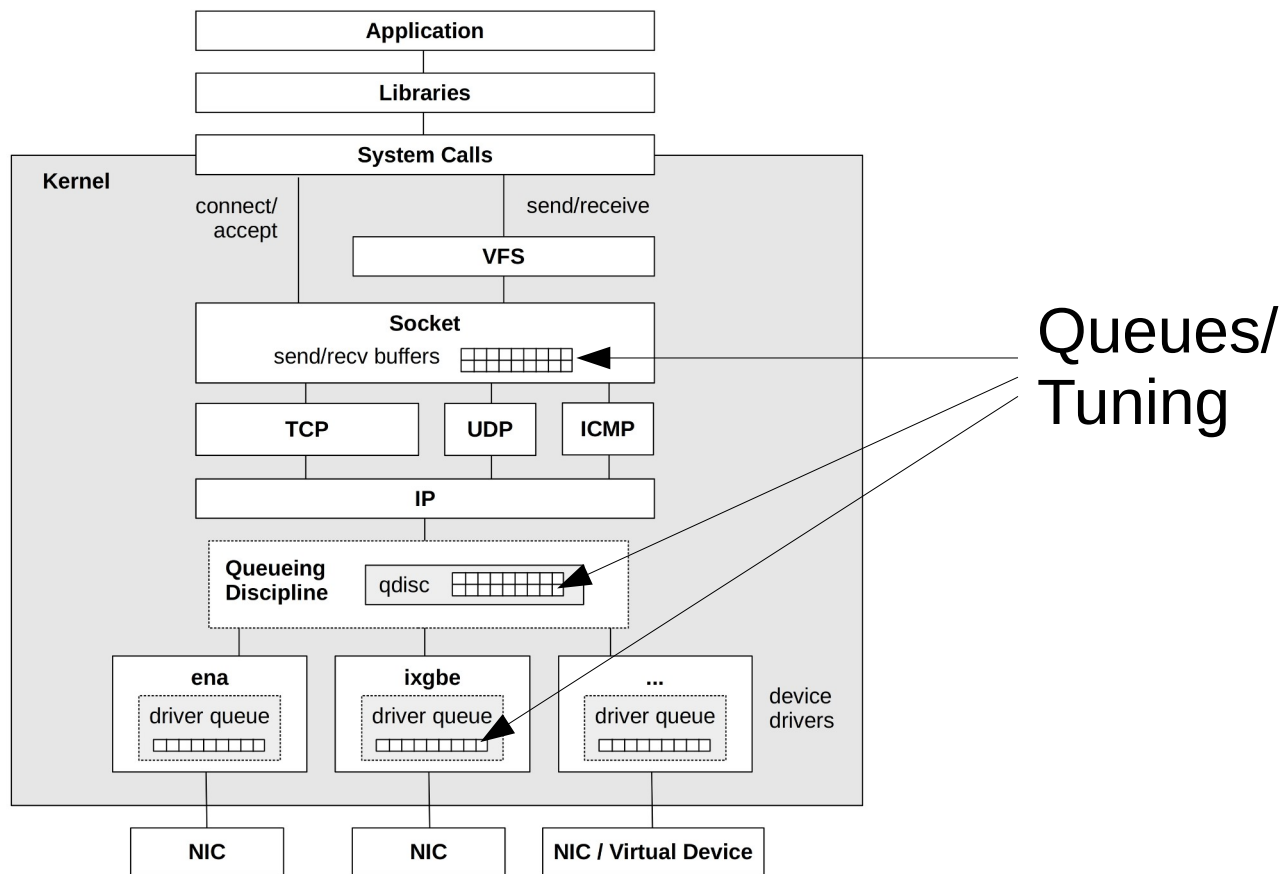 Application
Libraries
System Calls
Kernel
connect/
accept
send/receive
VFS
Socket
send/recv buffers
Queues/
Tuning
TCP
UDP
ICMP
IP
Queueing
Discipline
qdisc
ena
driver queue
ixgbe
driver queue
...
driver queue
device
drivers
NIC
NIC
NIC / Virtual Device